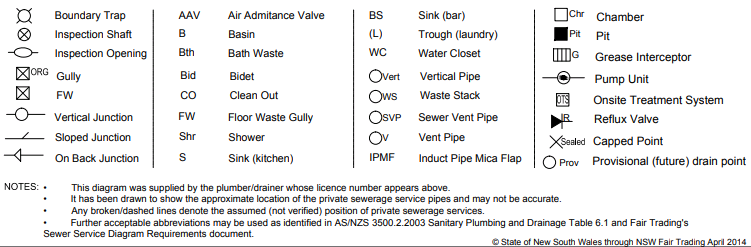 Boundary Trap
Inspection Shaft
Inspection Opening
ORG Gully
FW
Vertical Junction
Sloped Junction
On Back Junction
AAV Air Admitance Valve
B Basin
Bth Bath Waste
Bid Bidet
CO Clean Out
FW Floor Waste Gully
Shr Shower
S Sink (kitchen)
BS Sink (bar)
(L) Trough (laundry)
WC Water Closet
Vert Vertical Pipe
WS Waste Stack
SVP Sewer Vent Pipe
V Vent Pipe
IPMF Induct Pipe Mica Flap
Chr Chamber
Pit Pit
G Grease Interceptor
Pump Unit
OTS Onsite Treatment System
R Reflux Valve
Sealed Capped Point
Prov Provisional (future) drain point
NOTES: • This diagram was supplied by the plumber/drainer whose licence number appears above.
• It has been drawn to show the approximate location of the private sewerage service pipes and may not be accurate.
• Any broken/dashed lines denote the assumed (not verified) position of private sewerage services.
• Further acceptable abbreviations may be used as identified in AS/NZS 3500.2.2003 Sanitary Plumbing and Drainage Table 6.1 and Fair Trading's
Sewer Service Diagram Requirements document.
© State of New South Wales through NSW Fair Trading April 2014